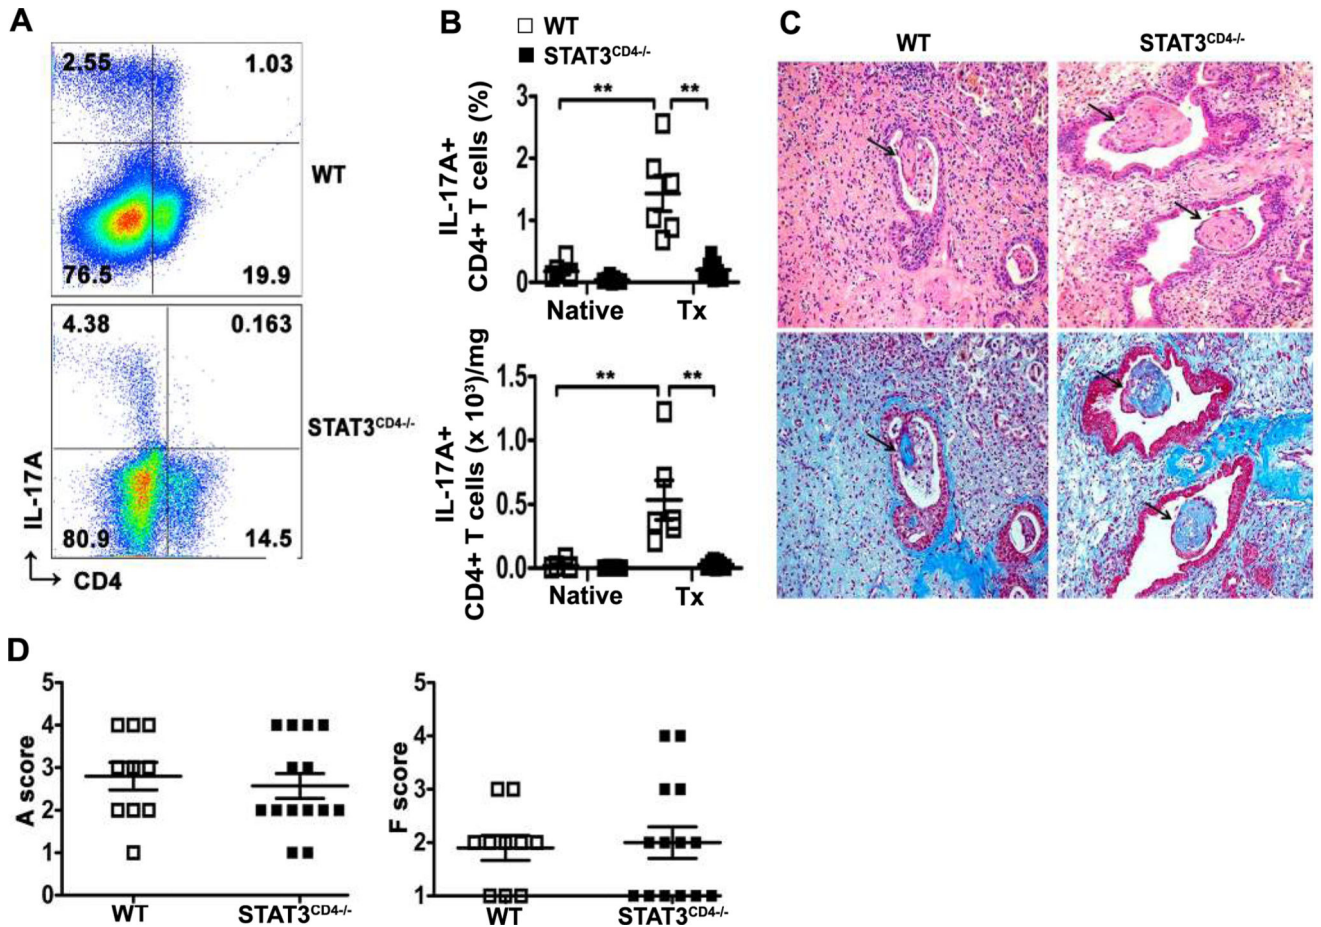 A
2.55
1.03
WT
76.5
19.9
4.38
0.163
STAT3CD4-/-
80.9
14.5
IL-17A
CD4
B
WT
STAT3CD4-/-
**
**
3
2
1
0
IL-17A+
CD4+ T cells (%)
Native
Tx
**
**
1.5
1.0
0.5
0.0
IL-17A+
CD4+ T cells (x 10³)/mg
Native
Tx
C
WT
STAT3CD4-/-
D
5
4
3
2
1
0
A score
WT
STAT3CD4-/-
5
4
3
2
1
F score
WT
STAT3CD4-/-